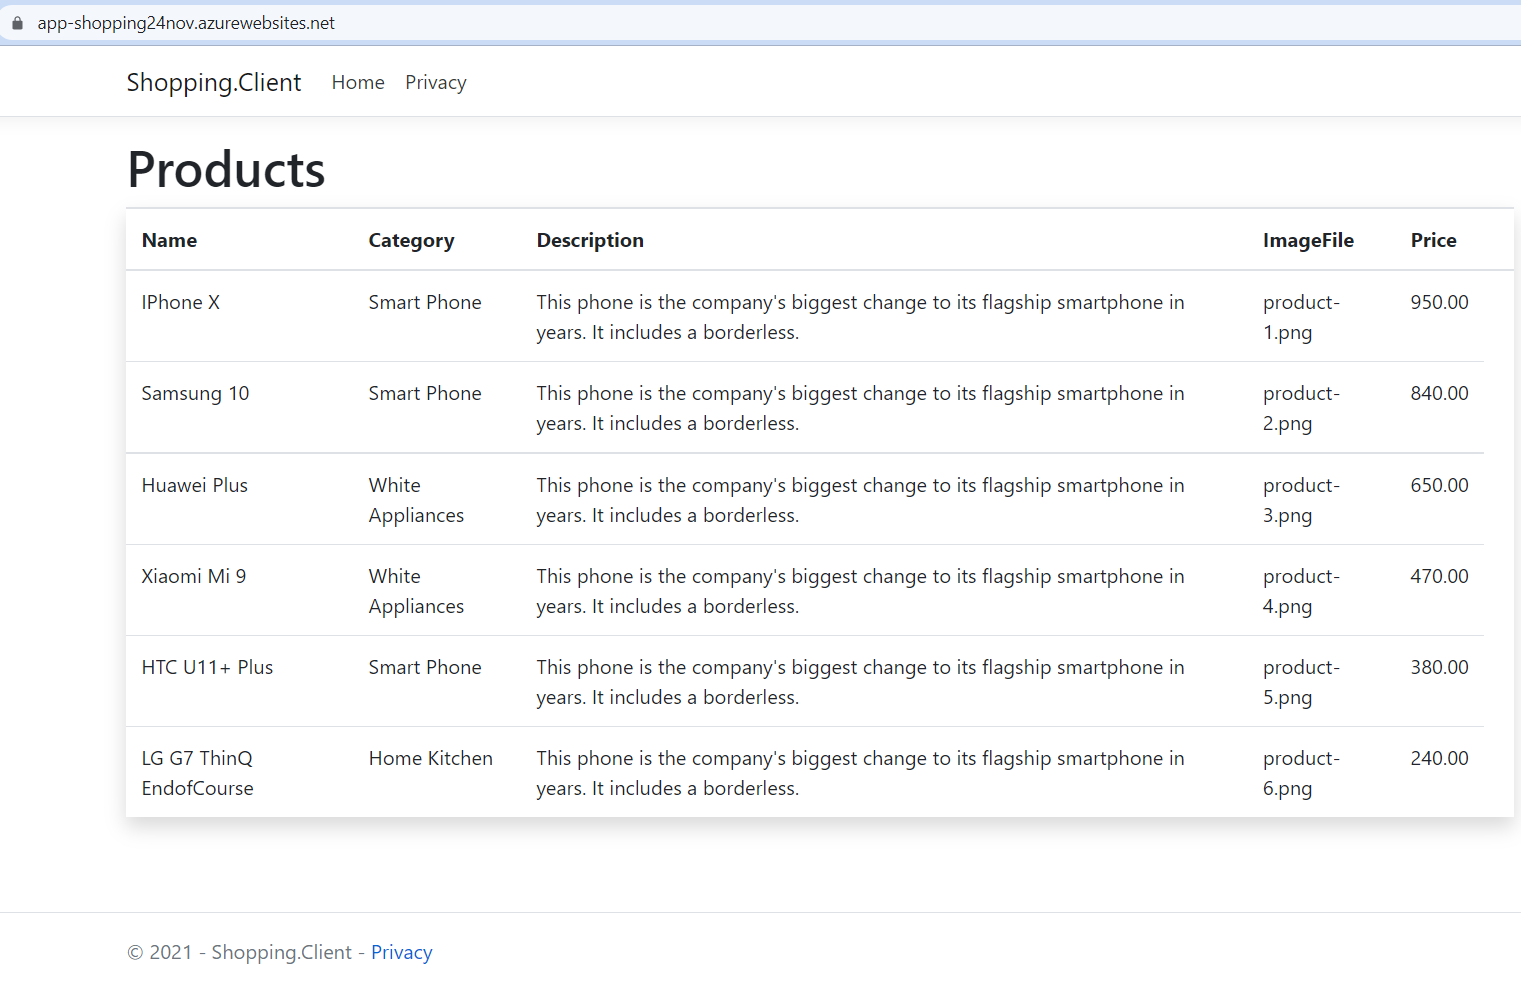 app-shopping24nov.azurewebsites.net
Shopping.Client Home Privacy
Products
Name Category Description ImageFile Price
IPhone X Smart Phone This phone is the company's biggest change to its flagship smartphone in product- 950.00
years. It includes a borderless. 1.png
Samsung 10 Smart Phone This phone is the company's biggest change to its flagship smartphone in product- 840.00
years. It includes a borderless. 2.png
Huawei Plus White This phone is the company's biggest change to its flagship smartphone in product- 650.00
Appliances years. It includes a borderless. 3.png
Xiaomi Mi 9 White This phone is the company's biggest change to its flagship smartphone in product- 470.00
Appliances years. It includes a borderless. 4.png
HTC U11+ Plus Smart Phone This phone is the company's biggest change to its flagship smartphone in product- 380.00
years. It includes a borderless. 5.png
LG G7 ThinQ Home Kitchen This phone is the company's biggest change to its flagship smartphone in product- 240.00
EndofCourse years. It includes a borderless. 6.png
© 2021 - Shopping.Client - Privacy